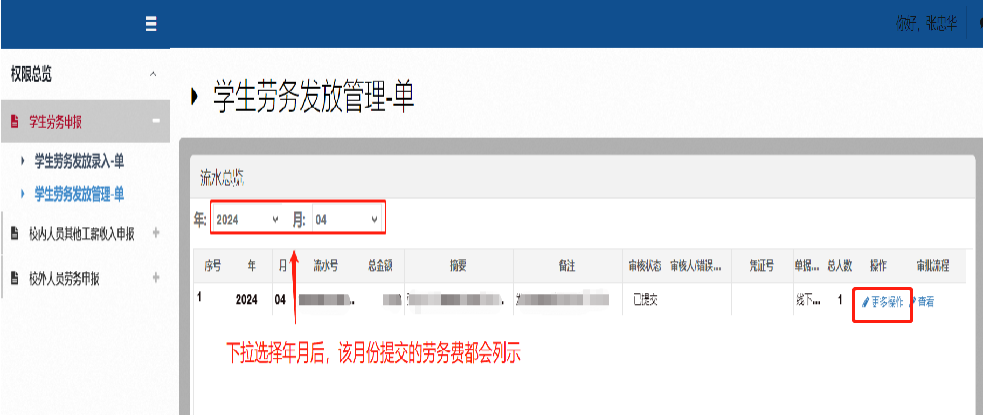 你好，张志华
权限总览
学生劳务申报
学生劳务发放录入-单
学生劳务发放管理-单
校内人员其他工薪收入申报
校外人员劳务申报
学生劳务发放管理-单
流水总览
年: 2024 月: 04
序号 年 月 流水号 总金额 摘要 备注 审核状态 审核人/错误... 凭证号 单据... 总人数 操作 审批流程
1 2024 04 已提交 线下... 1 更多操作 查看
下拉选择年月后，该月份提交的劳务费都会列示